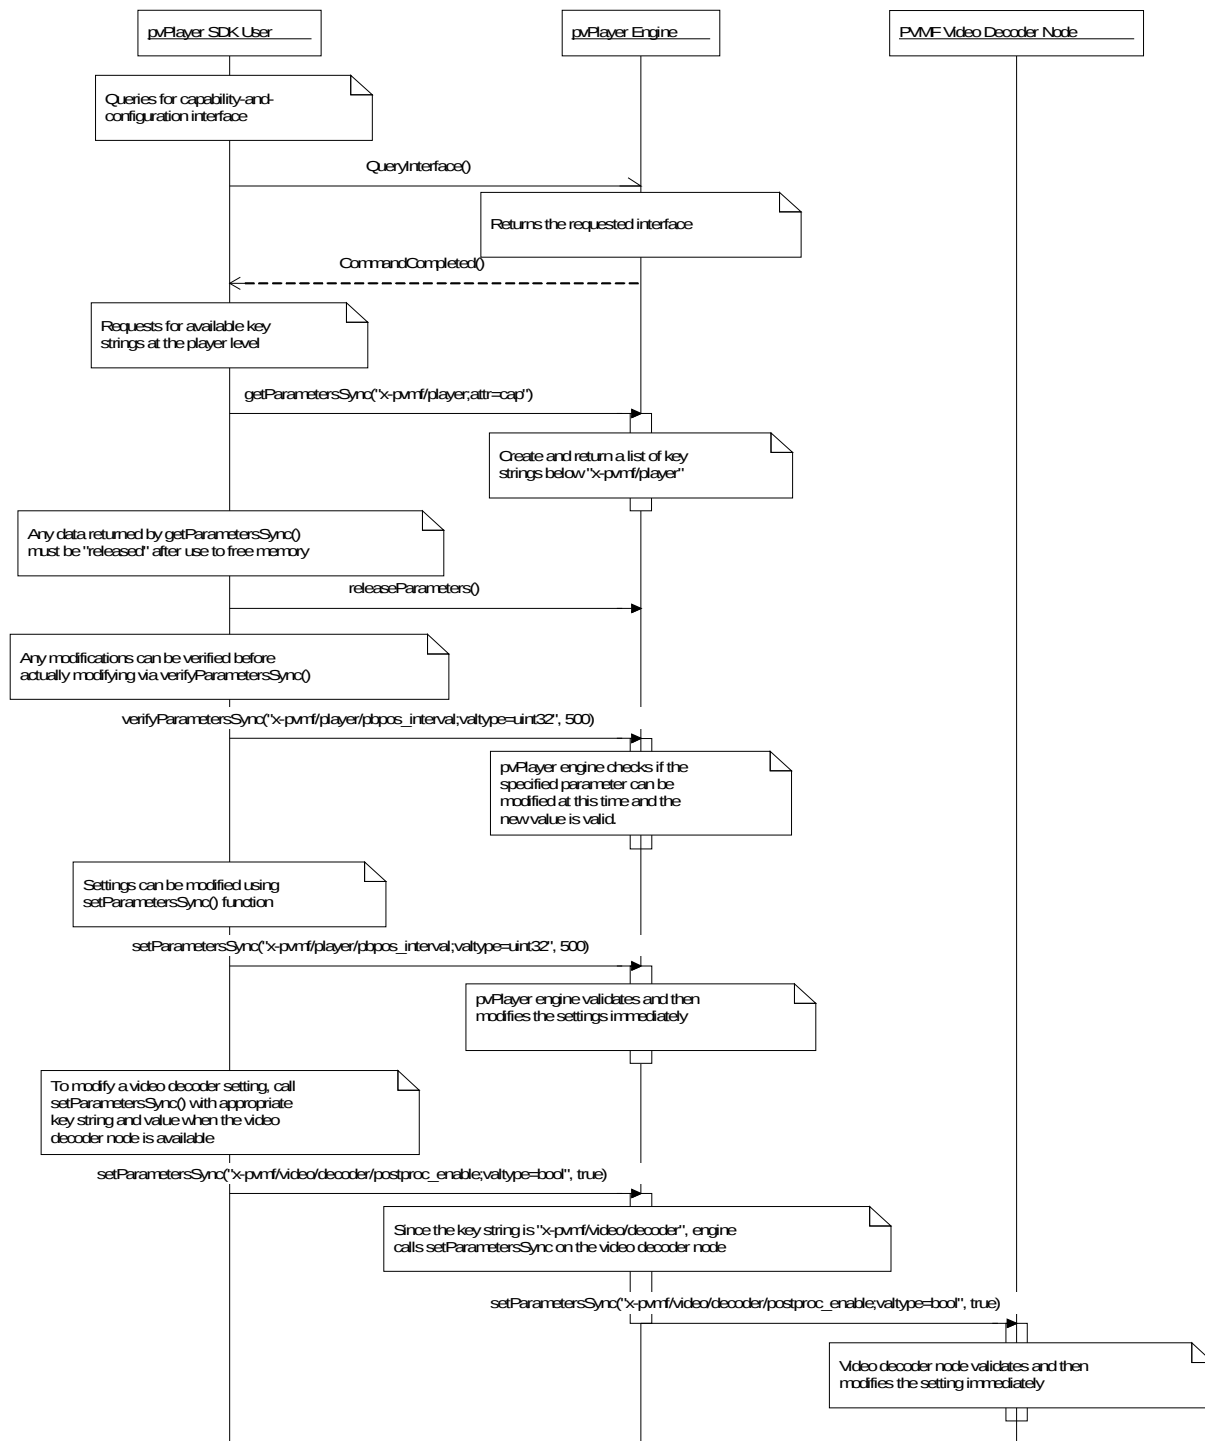 pvPlayer SDK User
pvPlayer Engine
PVMF Video Decoder Node
Queries for capability-and-
configuration interface
QueryInterface()
Returns the requested interface
CommandCompleted()
Requests for available key
strings at the player level
getParametersSync("x-pvmf/player;attr=cap")
Create and return a list of key
strings below "x-pvmf/player"
Any data returned by getParametersSync()
must be "released" after use to free memory
releaseParameters()
Any modifications can be verified before
actually modifying via verifyParametersSync()
verifyParametersSync("x-pvmf/player/pbpos_interval;valtype=uint32", 500)
pvPlayer engine checks if the
specified parameter can be
modified at this time and the
new value is valid.
Settings can be modified using
setParametersSync() function
setParametersSync("x-pvmf/player/pbpos_interval;valtype=uint32", 500)
pvPlayer engine validates and then
modifies the settings immediately
To modify a video decoder setting, call
setParametersSync() with appropriate
key string and value when the video
decoder node is available
setParametersSync("x-pvmf/video/decoder/postproc_enable;valtype=bool", true)
Since the key string is "x-pvmf/video/decoder", engine
calls setParametersSync on the video decoder node
setParametersSync("x-pvmf/video/decoder/postproc_enable;valtype=bool", true)
Video decoder node validates and then
modifies the setting immediately